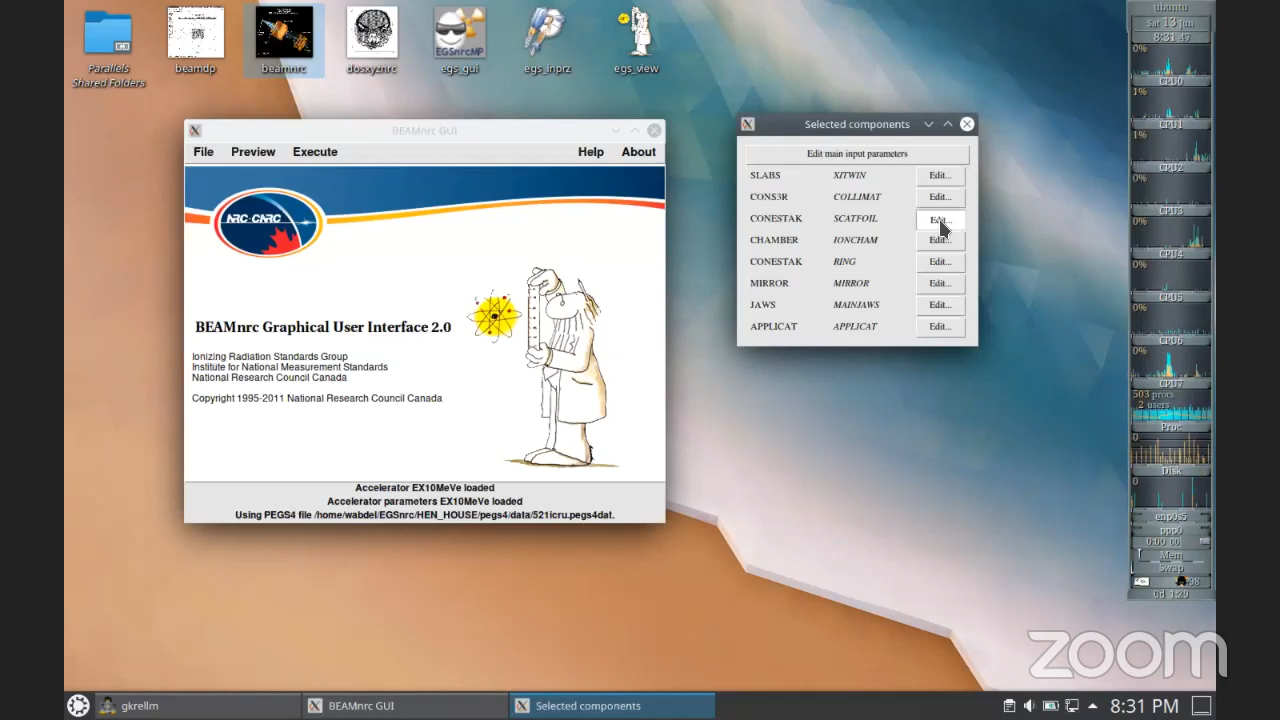 Parallels
Shared Folders
beamdp
beamnrc
dosxyznrc
EGSnrcMP
egs_gui
egs_inprz
egs_view
BEAMnrc GUI
File Preview Execute Help About
NRC·CNRC
BEAMnrc Graphical User Interface 2.0
Ionizing Radiation Standards Group
Institute for National Measurement Standards
National Research Council Canada
Copyright 1995-2011 National Research Council Canada
Accelerator EX10MeVe loaded
Accelerator parameters EX10MeVe loaded
Using PEGS4 file /home/wabdel/EGSnrc/HEN_HOUSE/pegs4/data/521icru.pegs4dat.
Selected components
Edit main input parameters
SLABS XITWIN Edit...
CONS3R COLLIMAT Edit...
CONESTAK SCATFOIL Edit...
CHAMBER IONCHAM Edit...
CONESTAK RING Edit...
MIRROR MIRROR Edit...
JAWS MAINJAWS Edit...
APPLICAT APPLICAT Edit...
ubuntu
Sat 13 Jun
8:31 47
0%
CPU0
1%
CPU1
1%
CPU2
0%
CPU3
0%
CPU4
0%
CPU5
0%
CPU6
0%
CPU7
503 procs
2 users
Proc
0
Disk
0
enp0s5
ppp0
0:00 00
Mem
Swap
98
0d 1:29
zoom
gkrellm
BEAMnrc GUI
Selected components
8:31 PM